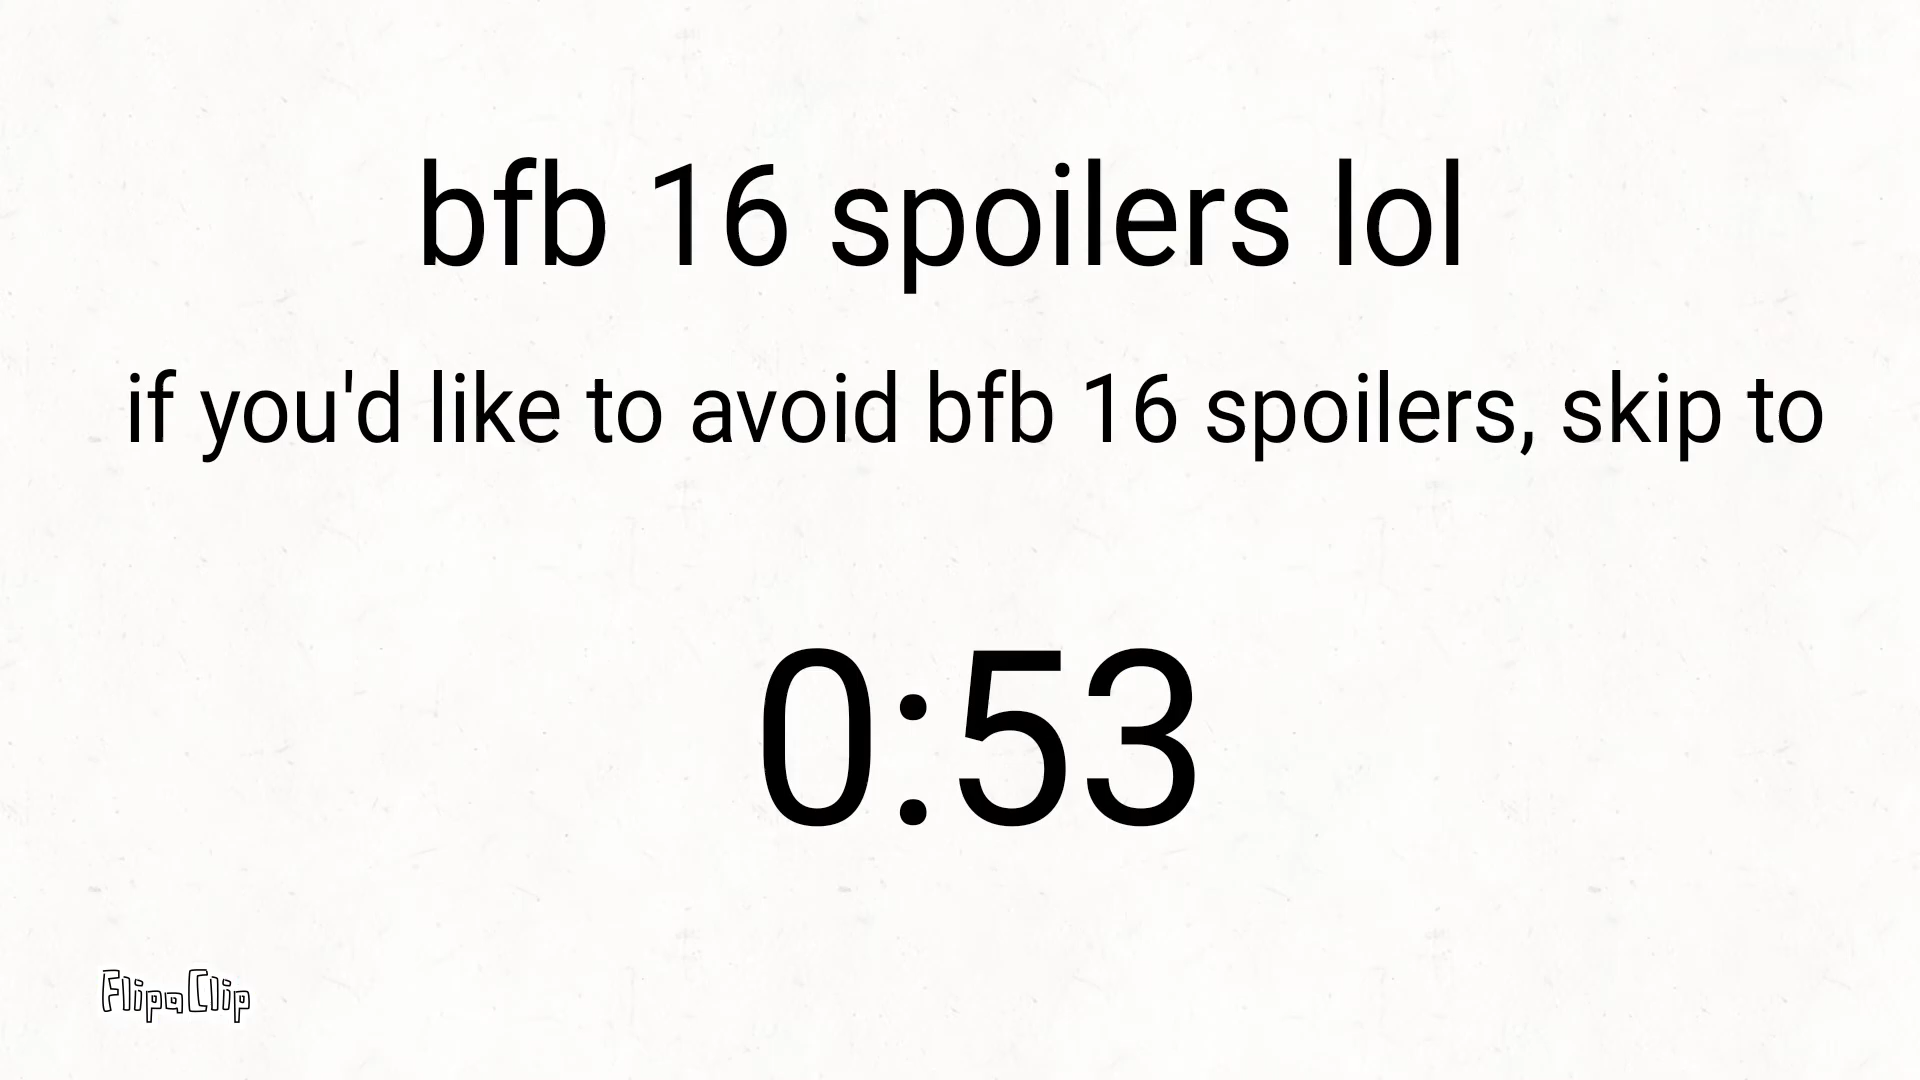 bfb 16 spoilers lol
if you'd like to avoid bfb 16 spoilers, skip to
0:53
FlipaClip